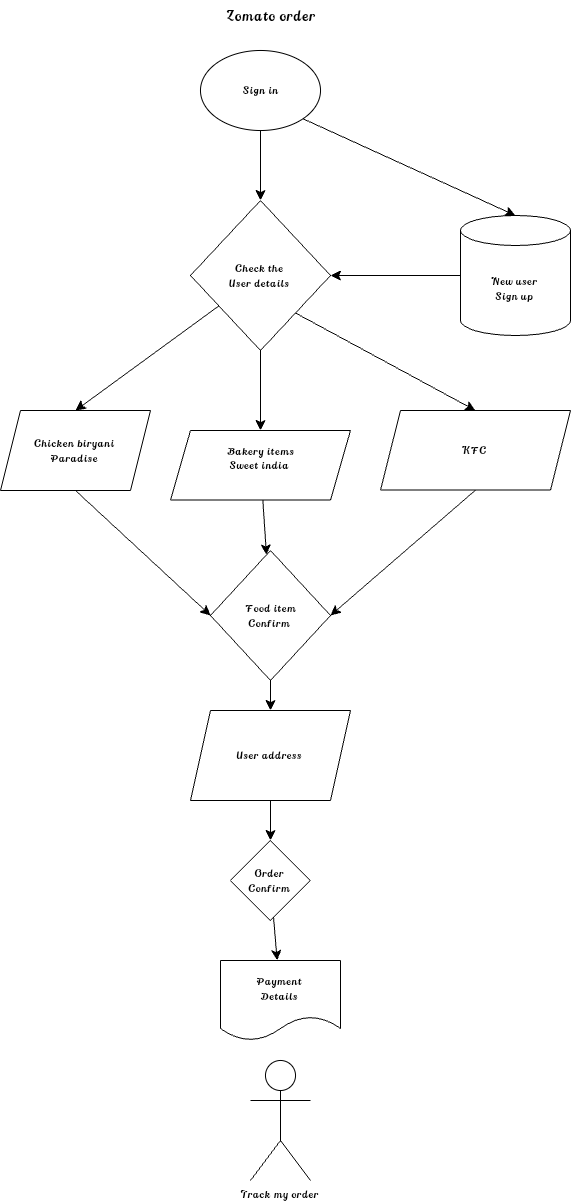 Zomato order
Sign in
Check the
User details
New user
Sign up
Chicken biryani
Paradise
Bakery items
Sweet india
KFC
Food item
Confirm
User address
Order
Confirm
Payment
Details
Track my order